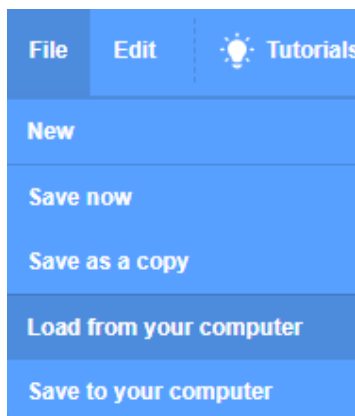 File Edit Tutorials
New
Save now
Save as a copy
Load from your computer
Save to your computer